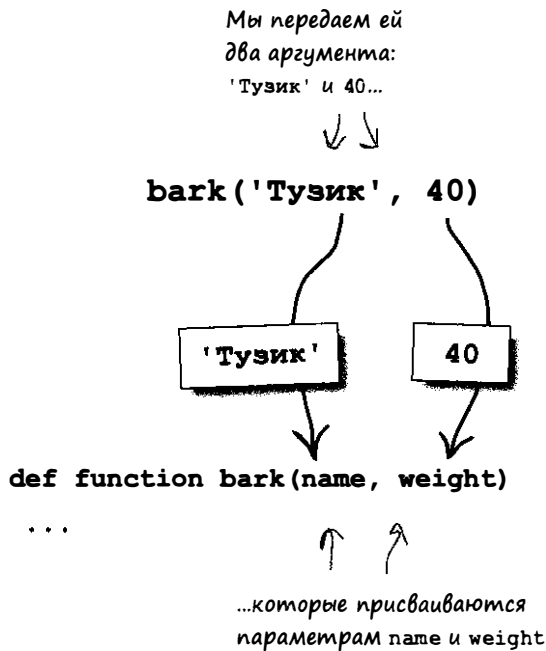 Мы передаем ей
два аргумента:
'Тузик' и 40...
bark('Тузик', 40)
'Тузик'
40
def function bark(name, weight)
...
...которые присваиваются
параметрам name и weight